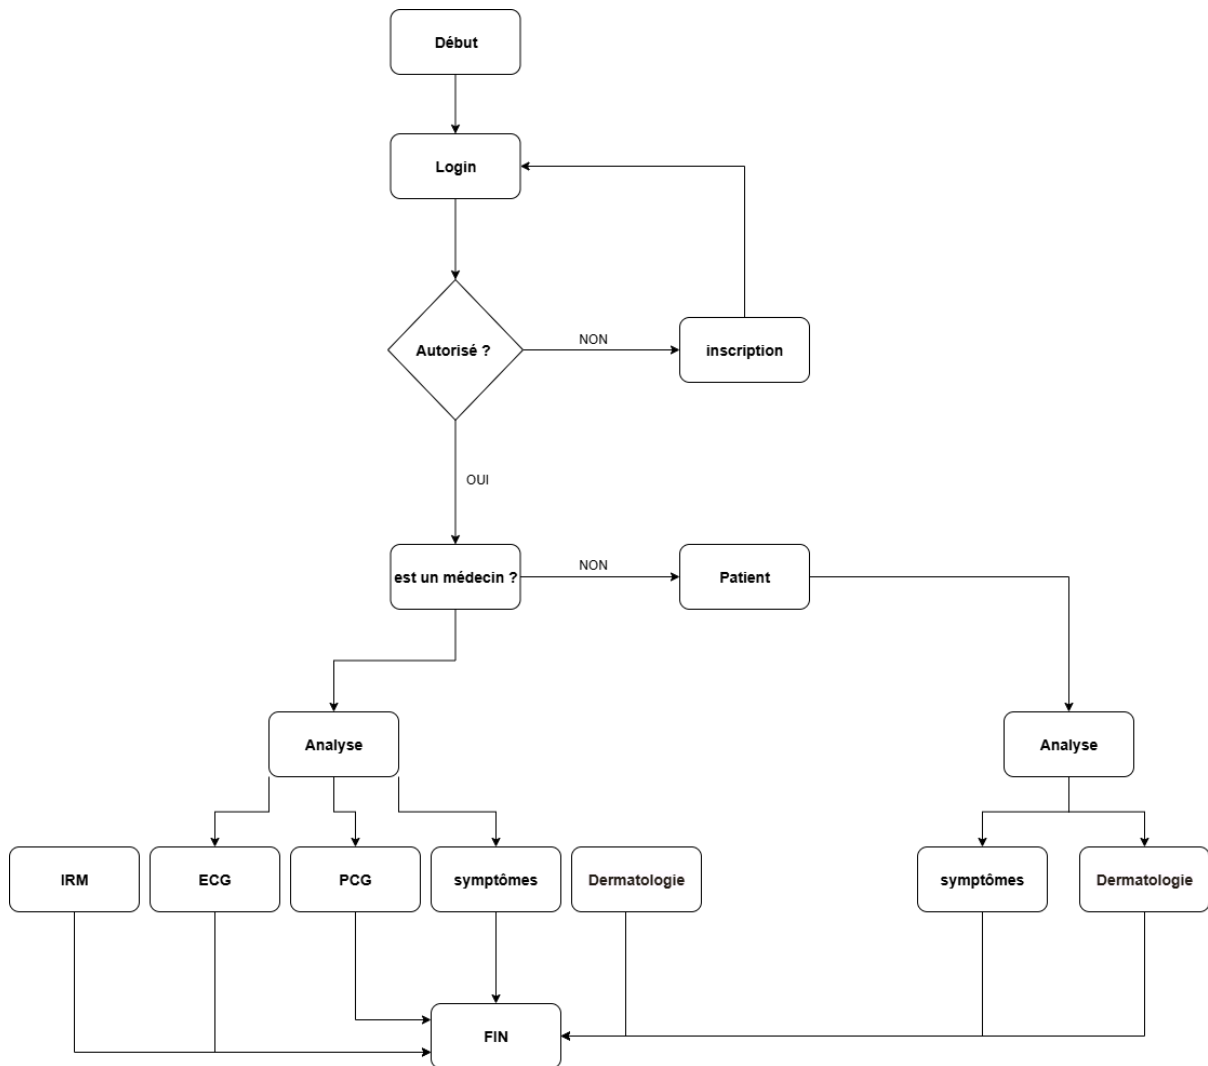 Début
Login
Autorisé ?
NON
inscription
OUI
est un médecin ?
NON
Patient
Analyse
Analyse
IRM
ECG
PCG
symptômes
Dermatologie
symptômes
Dermatologie
FIN